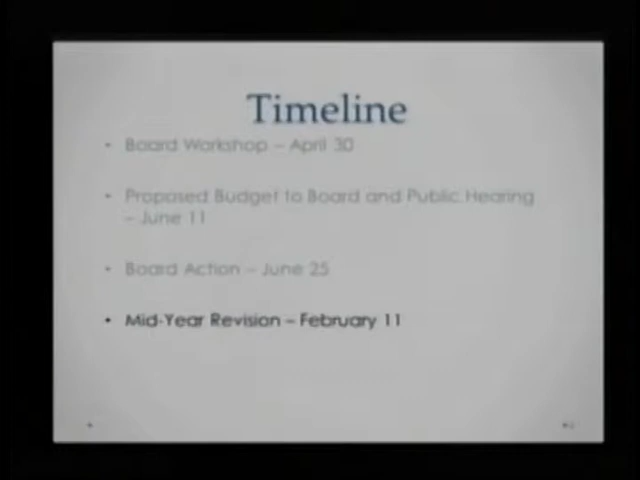 Timeline
• Board Workshop – April 30
• Proposed Budget to Board and Public Hearing
– June 11
• Board Action – June 25
• Mid-Year Revision – February 11